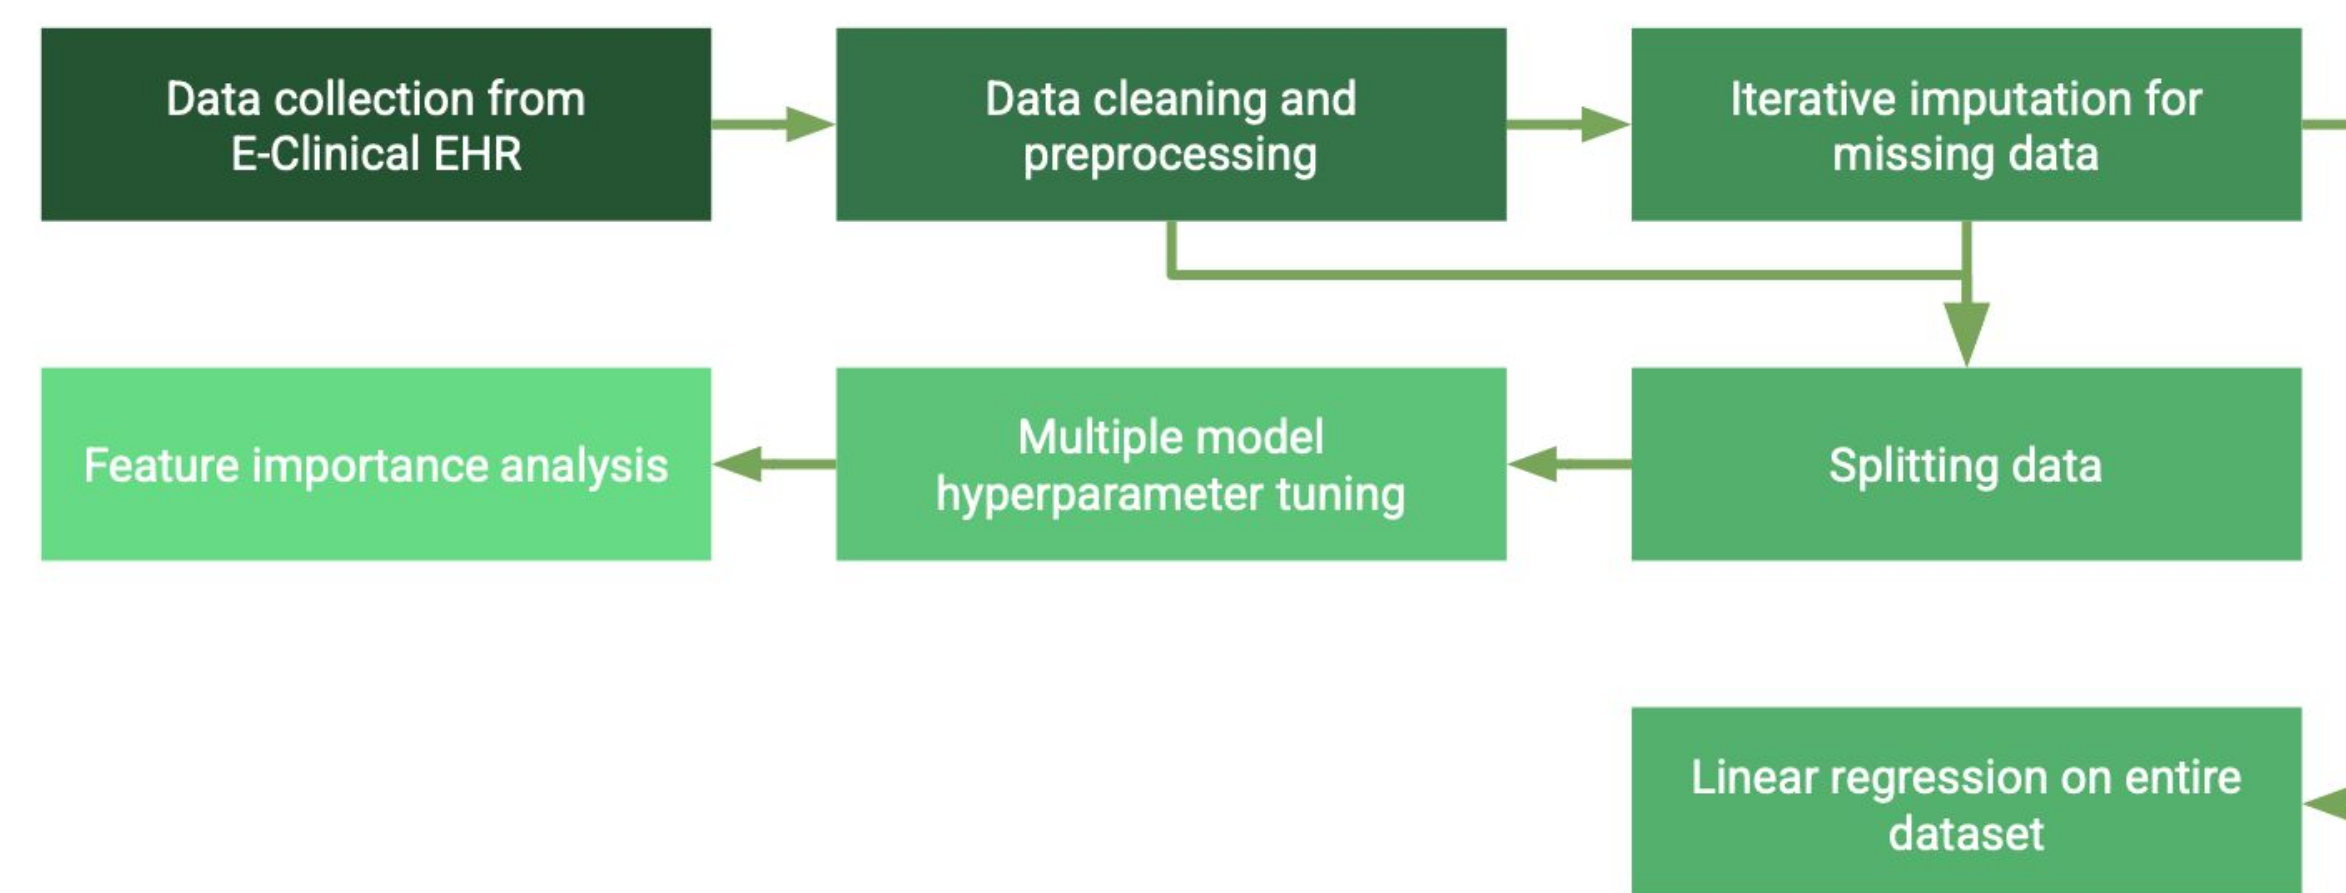 Data collection from
E-Clinical EHR
Data cleaning and
preprocessing
Iterative imputation for
missing data
Feature importance analysis
Multiple model
hyperparameter tuning
Splitting data
Linear regression on entire
dataset